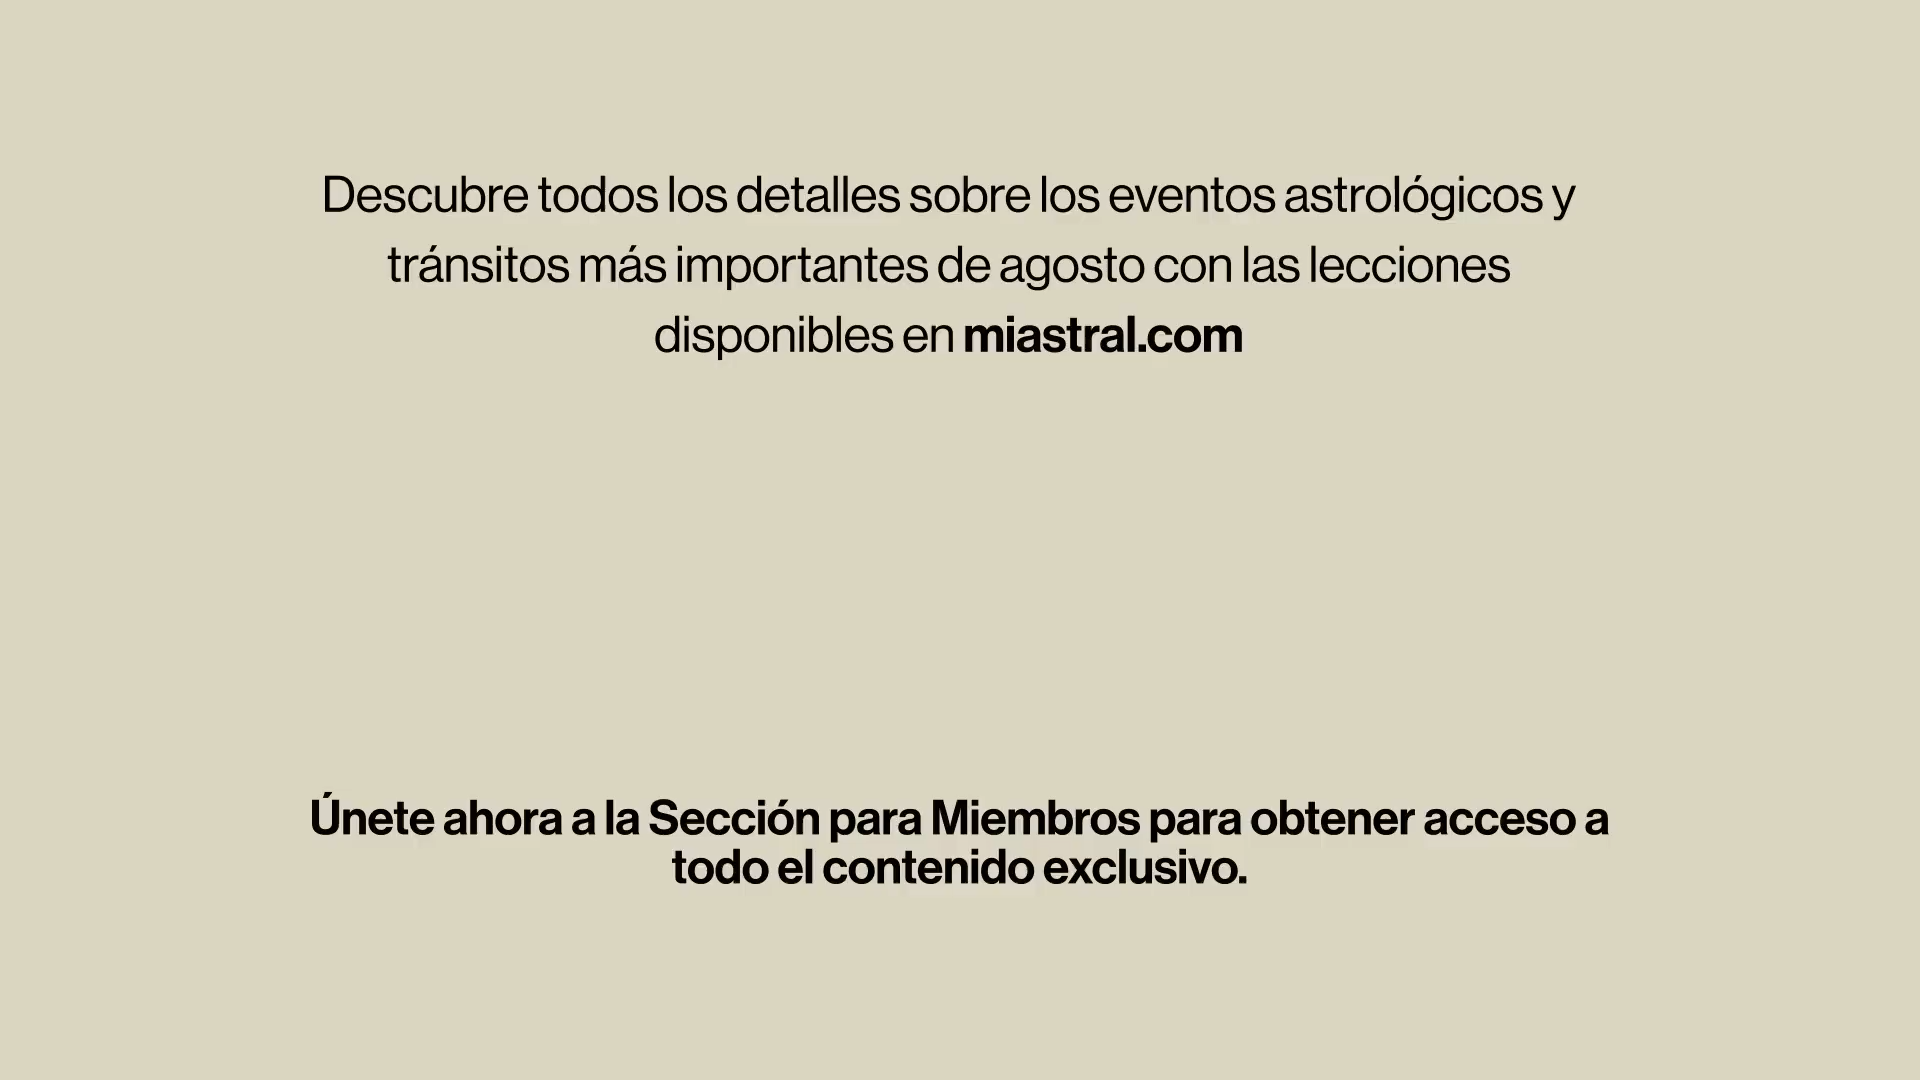 Descubre todos los detalles sobre los eventos astrológicos y
tránsitos más importantes de agosto con las lecciones
disponibles en miastral.com
Únete ahora a la Sección para Miembros para obtener acceso a
todo el contenido exclusivo.